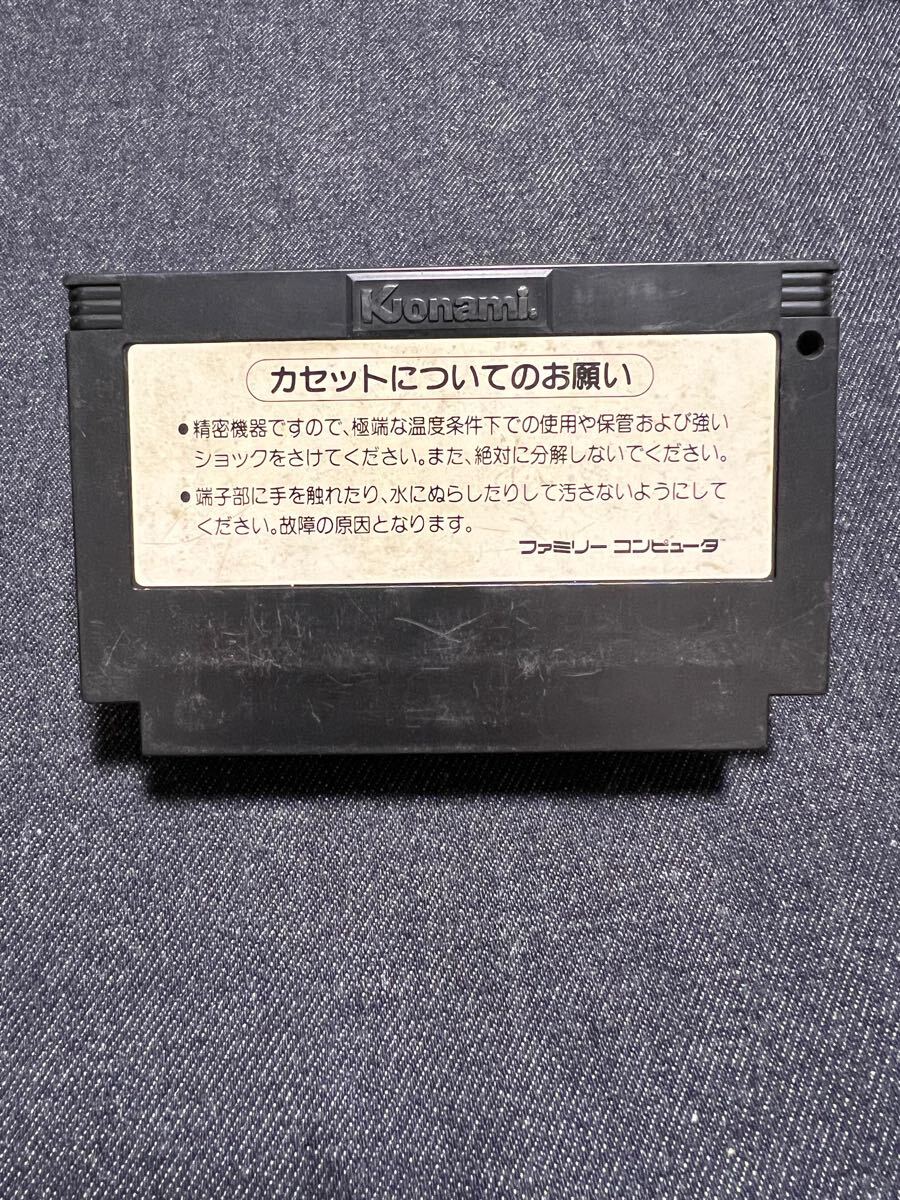 Konami.
カセットについてのお願い
●精密機器ですので、極端な温度条件下での使用や保管および強い
ショックをさけてください。また、絶対に分解しないでください。
●端子部に手を触れたり、水にぬらしたりして汚さないようにして
ください。故障の原因となります。
ファミリー コンピュータ™